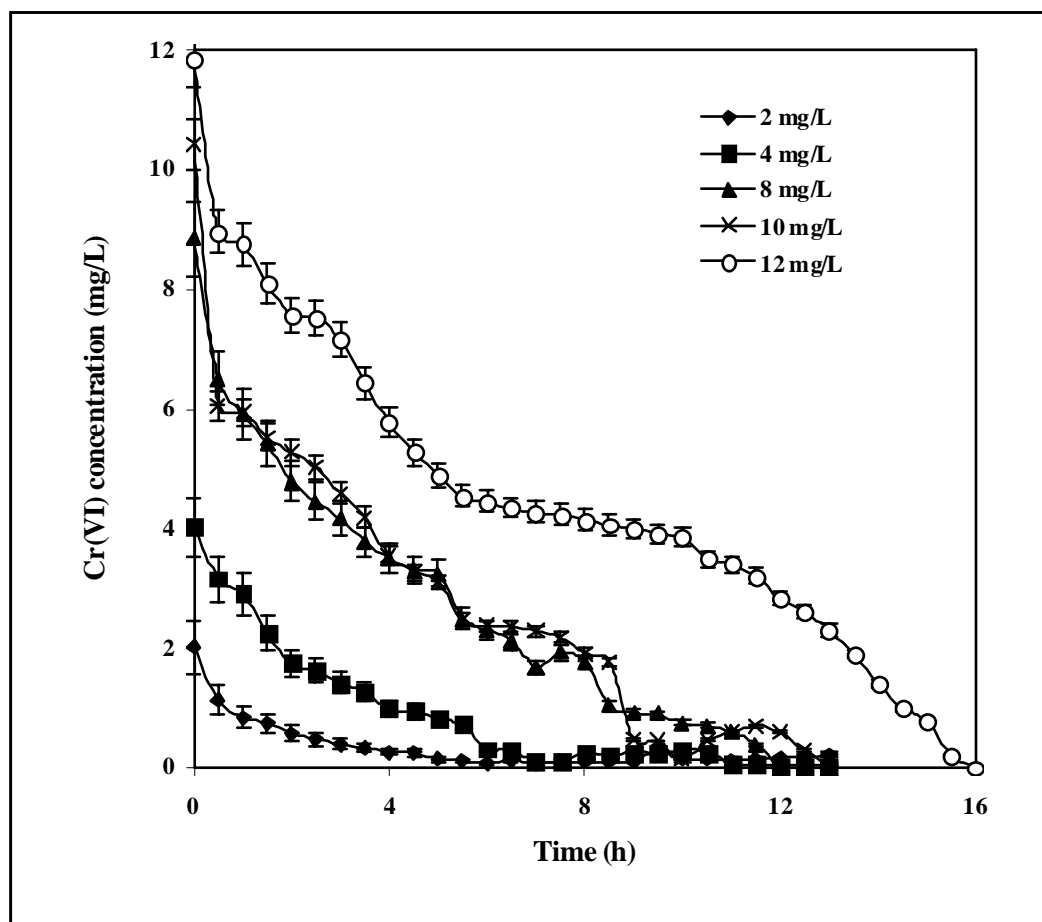 12
10
8
6
4
2
0
Cr(VI) concentration (mg/L)
2 mg/L
4 mg/L
8 mg/L
10 mg/L
12 mg/L
0 4 8 12 16
Time (h)